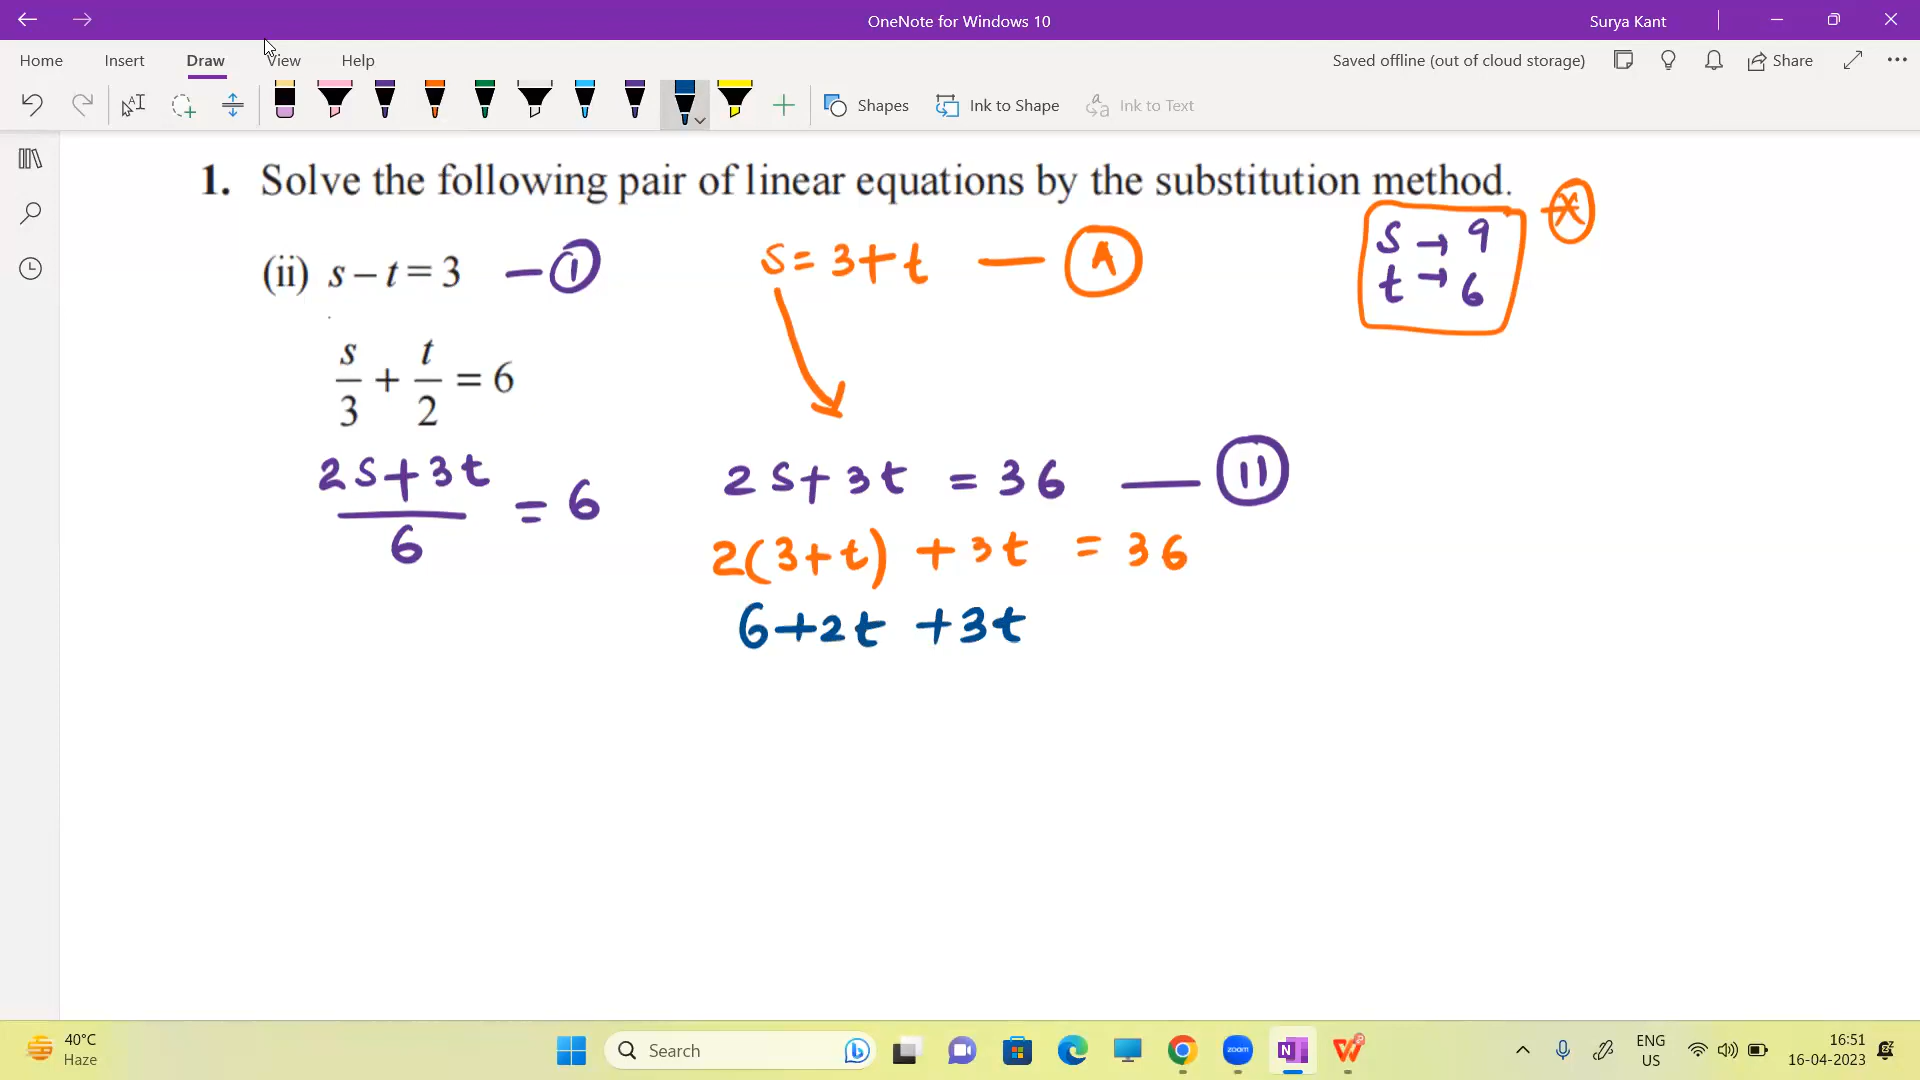 OneNote for Windows 10
Surya Kant
Home Insert Draw View Help
Saved offline (out of cloud storage)
Share
Shapes
Ink to Shape
Ink to Text
1. Solve the following pair of linear equations by the substitution method.
(ii) s – t = 3 — ①
s = 3 + t — Ⓐ
s → 9
t → 6
s/3 + t/2 = 6
2s + 3t / 6 = 6
2s + 3t = 36 — (II)
2(3+t) + 3t = 36
6 + 2t + 3t
40°C
Haze
Search
zoom
ENG
US
16:51
16-04-2023